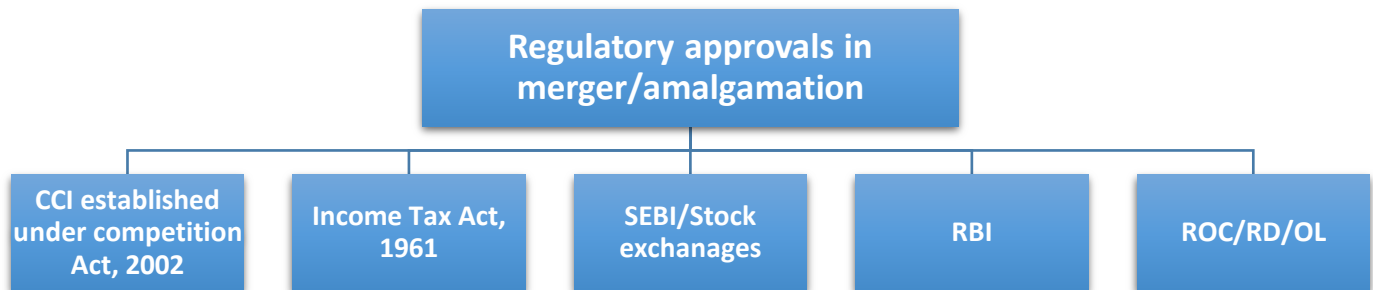 Regulatory approvals in
merger/amalgamation
CCI established
under competition
Act, 2002
Income Tax Act,
1961
SEBI/Stock
exchanages
RBI
ROC/RD/OL